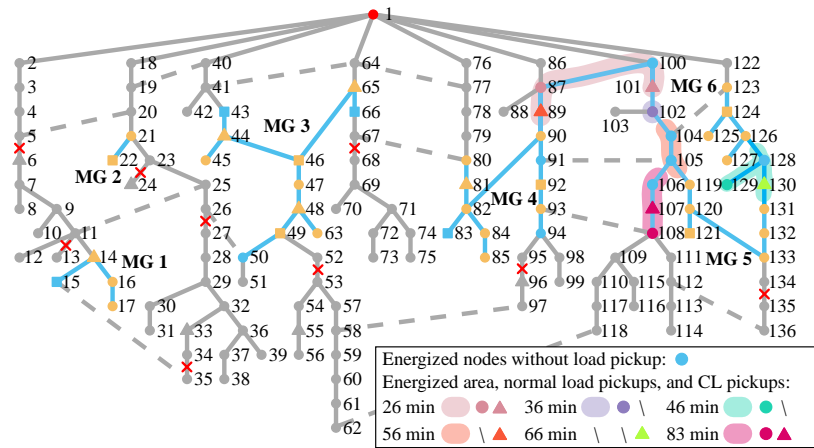 1
2 18 40 64 76 86 100 122
3 19 41 65 77 87 101 MG 6 123
4 20 42 43 66 78 88 89 102 124
5 21 44 MG 3 67 79 90 103 104 125 126
6 22 23 45 46 68 80 91 105 127 128
MG 2
7 24 25 47 69 81 MG 4 92 106 119 129 130
8 9 26 48 70 71 82 93 107 120 131
10 11 27 49 63 72 74 83 84 94 108 121 132
12 13 14 MG 1 28 50 52 73 75 85 95 98 109 111 MG 5 133
15 16 29 51 53 96 99 110 115 112 134
17 30 32 54 57 97 117 116 113 135
31 33 36 55 58 118 114 136
34 37 39 56 59
35 38 60
61
62
Energized nodes without load pickup:
Energized area, normal load pickups, and CL pickups:
26 min 36 min \ 46 min \
56 min \ 66 min \ \ 83 min